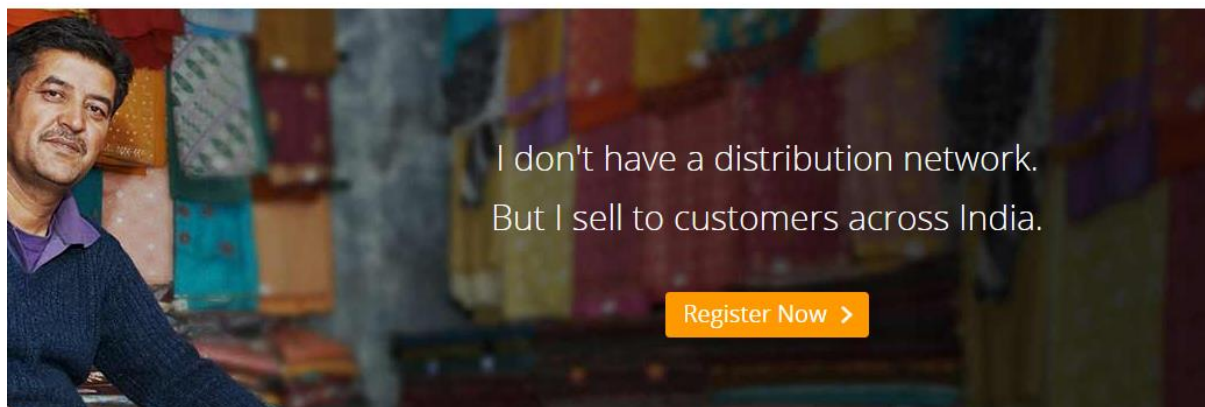 I don't have a distribution network.
But I sell to customers across India.
Register Now